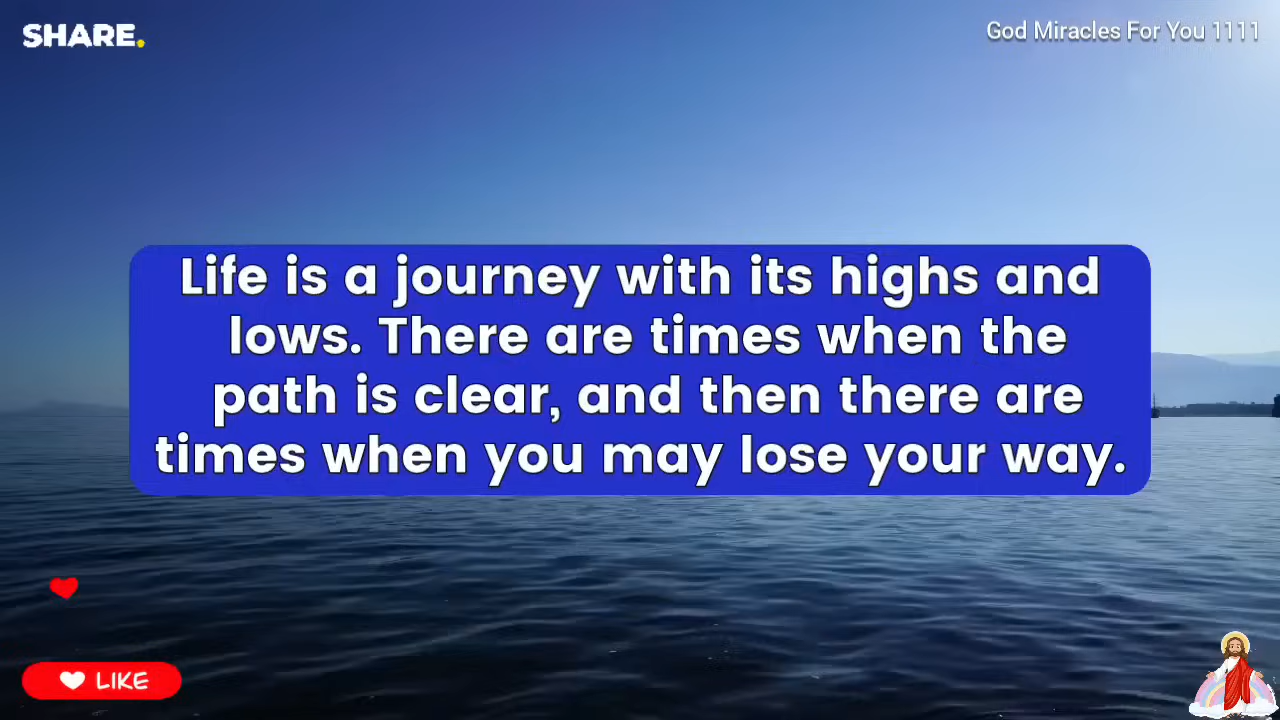 SHARE.
God Miracles For You 1111
Life is a journey with its highs and
lows. There are times when the
path is clear, and then there are
times when you may lose your way.
LIKE